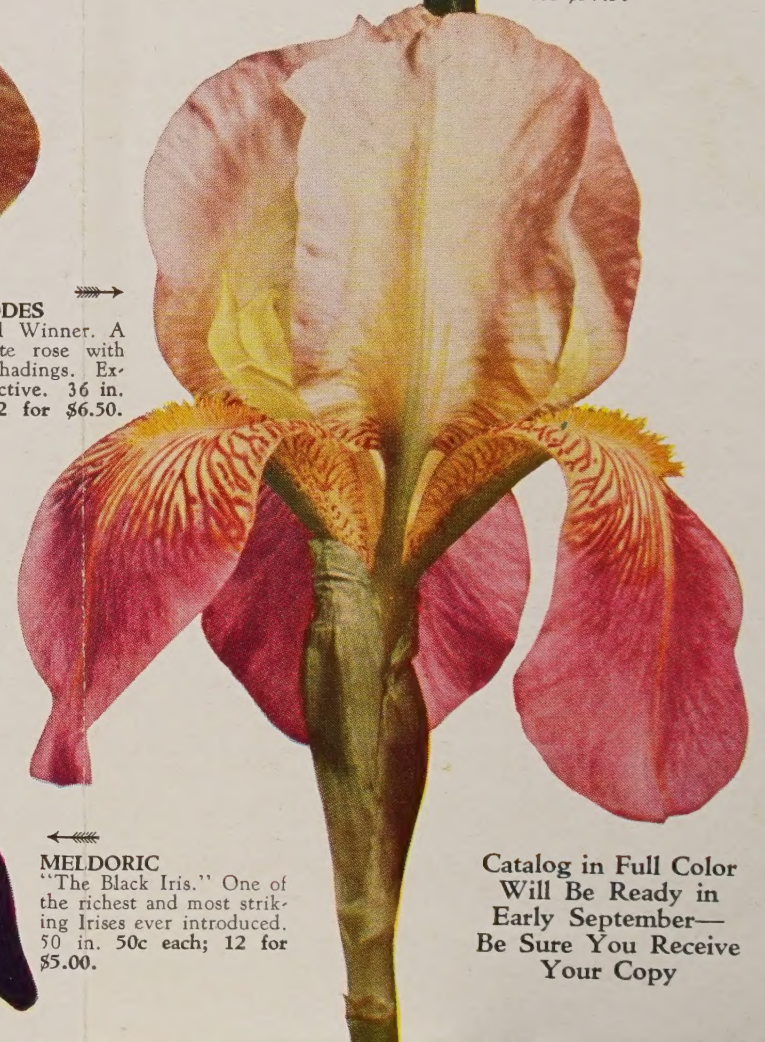 DES
Winner. A
te rose with
hadings. Ex-
ctive. 36 in.
2 for $6.50.
MELDORIC
"The Black Iris." One of
the richest and most strik-
ing Irises ever introduced.
50 in. 50c each; 12 for
$5.00.
Catalog in Full Color
Will Be Ready in
Early September—
Be Sure You Receive
Your Copy